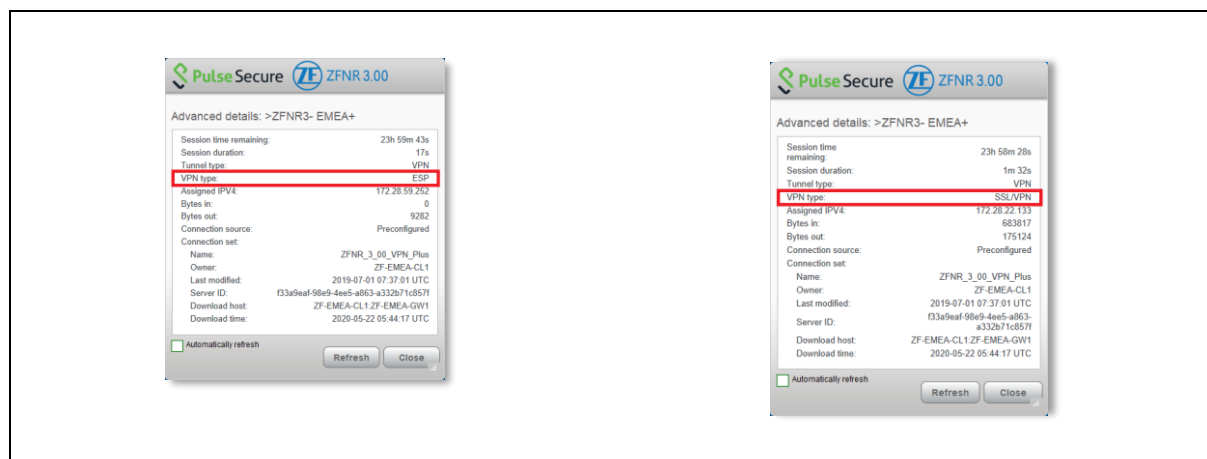 Pulse Secure ZF ZFNR 3.00
Advanced details: >ZFNR3- EMEA+
Session time remaining: 23h 59m 43s
Session duration: 17s
Tunnel type: VPN
VPN type: ESP
Assigned IPV4: 172.28.59.252
Bytes in: 0
Bytes out: 9282
Connection source: Preconfigured
Connection set:
Name: ZFNR_3_00_VPN_Plus
Owner: ZF-EMEA-CL1
Last modified: 2019-07-01 07:37:01 UTC
Server ID: f33a9eaf-98e9-4ee5-a863-a332b71c857f
Download host: ZF-EMEA-CL1:ZF-EMEA-GW1
Download time: 2020-05-22 05:44:17 UTC
Automatically refresh
Refresh Close
Pulse Secure ZF ZFNR 3.00
Advanced details: >ZFNR3- EMEA+
Session time
remaining: 23h 58m 28s
Session duration: 1m 32s
Tunnel type: VPN
VPN type: SSL/VPN
Assigned IPV4: 172.28.22.133
Bytes in: 683817
Bytes out: 175124
Connection source: Preconfigured
Connection set:
Name: ZFNR_3_00_VPN_Plus
Owner: ZF-EMEA-CL1
Last modified: 2019-07-01 07:37:01 UTC
Server ID: f33a9eaf-98e9-4ee5-a863-
a332b71c857f
Download host: ZF-EMEA-CL1:ZF-EMEA-GW1
Download time: 2020-05-22 05:44:17 UTC
Automatically refresh
Refresh Close